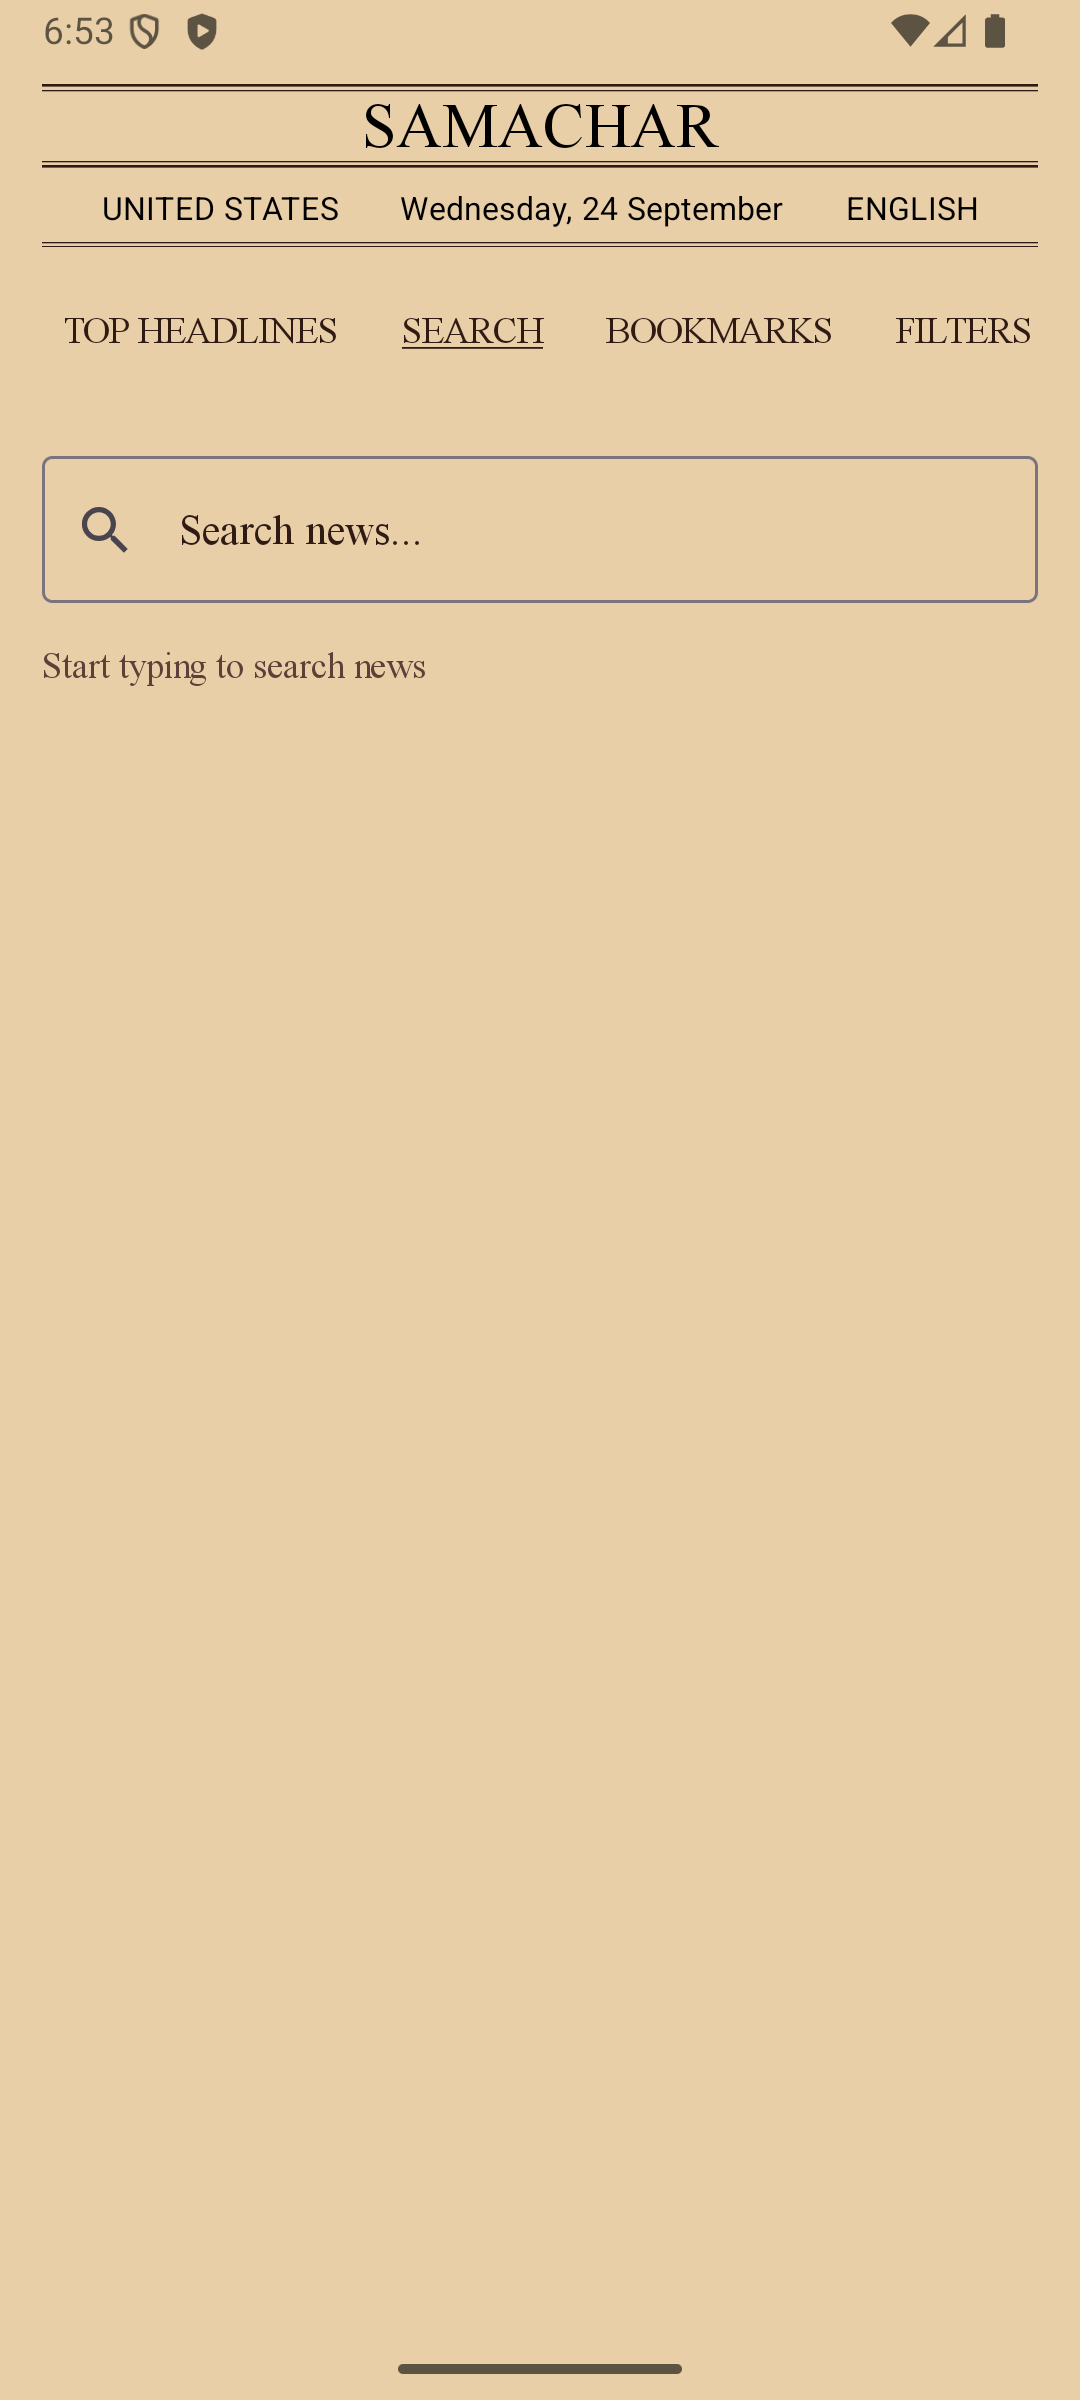 6:53
SAMACHAR
UNITED STATES Wednesday, 24 September ENGLISH
TOP HEADLINES SEARCH BOOKMARKS FILTERS
Search news...
Start typing to search news